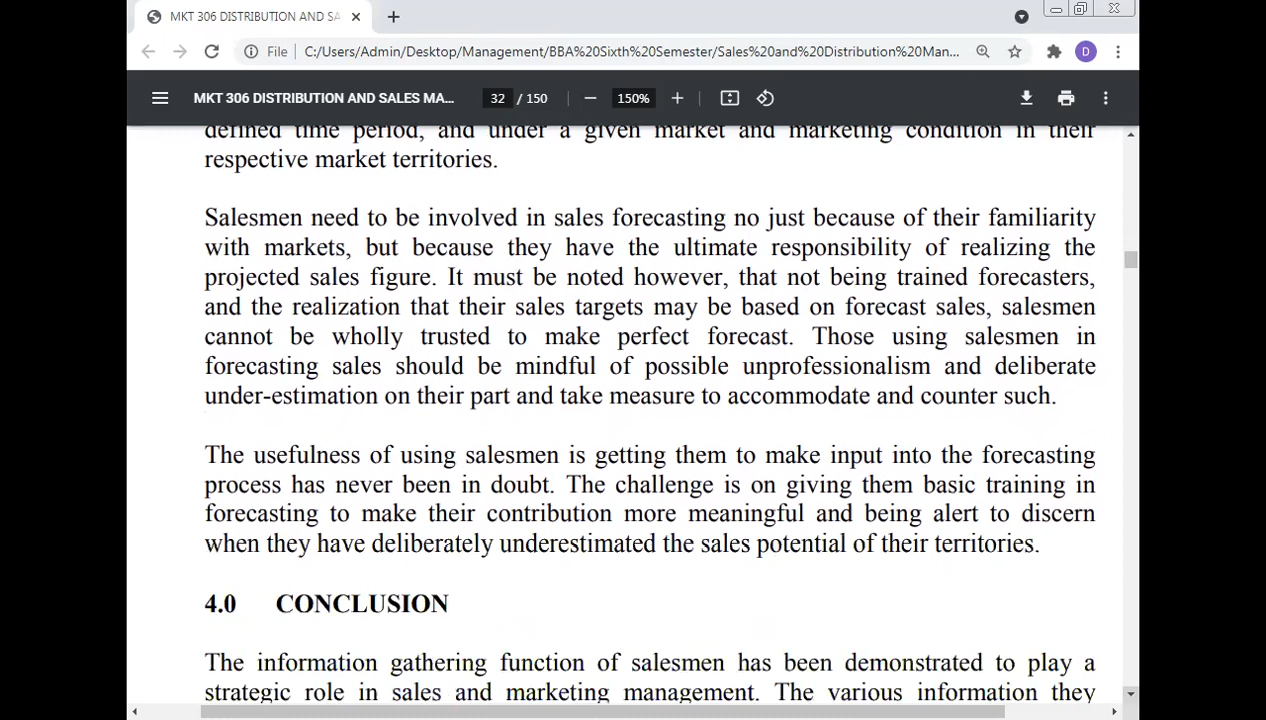 MKT 306 DISTRIBUTION AND SA
File C:/Users/Admin/Desktop/Management/BBA%20Sixth%20Semester/Sales%20and%20Distribution%20Man... D
MKT 306 DISTRIBUTION AND SALES MA... 32 / 150 150%
defined time period, and under a given market and marketing condition in their
respective market territories.
Salesmen need to be involved in sales forecasting no just because of their familiarity
with markets, but because they have the ultimate responsibility of realizing the
projected sales figure. It must be noted however, that not being trained forecasters,
and the realization that their sales targets may be based on forecast sales, salesmen
cannot be wholly trusted to make perfect forecast. Those using salesmen in
forecasting sales should be mindful of possible unprofessionalism and deliberate
under-estimation on their part and take measure to accommodate and counter such.
The usefulness of using salesmen is getting them to make input into the forecasting
process has never been in doubt. The challenge is on giving them basic training in
forecasting to make their contribution more meaningful and being alert to discern
when they have deliberately underestimated the sales potential of their territories.
4.0 CONCLUSION
The information gathering function of salesmen has been demonstrated to play a
strategic role in sales and marketing management. The various information they